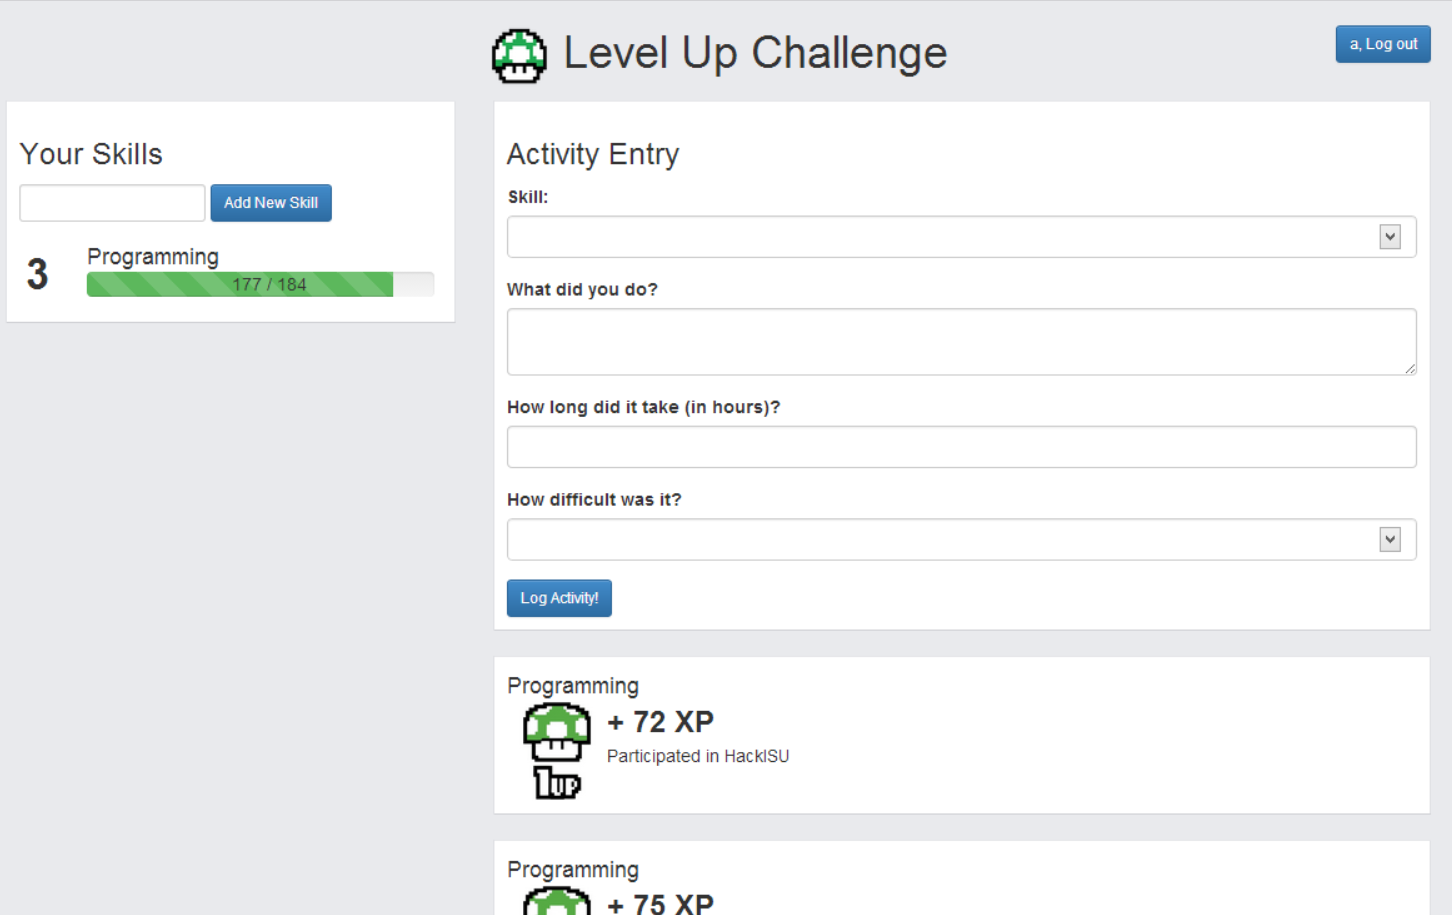 Level Up Challenge
a, Log out
Your Skills
Add New Skill
3
Programming
177 / 184
Activity Entry
Skill:
What did you do?
How long did it take (in hours)?
How difficult was it?
Log Activity!
Programming
+ 72 XP
Participated in HackISU
1UP
Programming
+ 75 XP